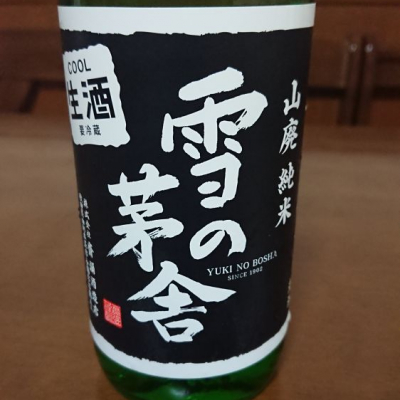 COOL
生酒
要冷蔵
山廃 純米
雪の
茅舎
YUKI NO BOSHA
SINCE 1902